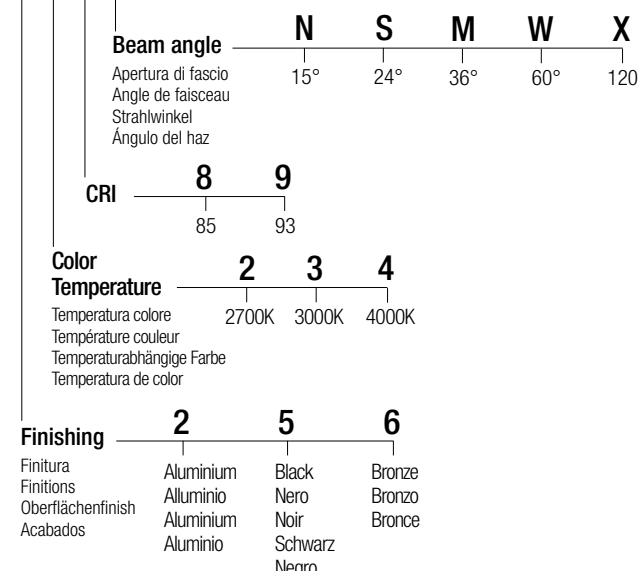 N S M W X
Beam angle
15° 24° 36° 60° 120
Apertura di fascio
Angle de faisceau
Strahlwinkel
Ángulo del haz
8 9
CRI
85 93
Color
Temperature
2 3 4
2700K 3000K 4000K
Temperatura colore
Température couleur
Temperaturabhängige Farbe
Temperatura de color
2 5 6
Finishing
Finitura
Finitions
Oberflächenfinish
Acabados
Aluminium Black Bronze
Alluminio Nero Bronzo
Aluminium Noir Bronce
Aluminio Schwarz
Negro